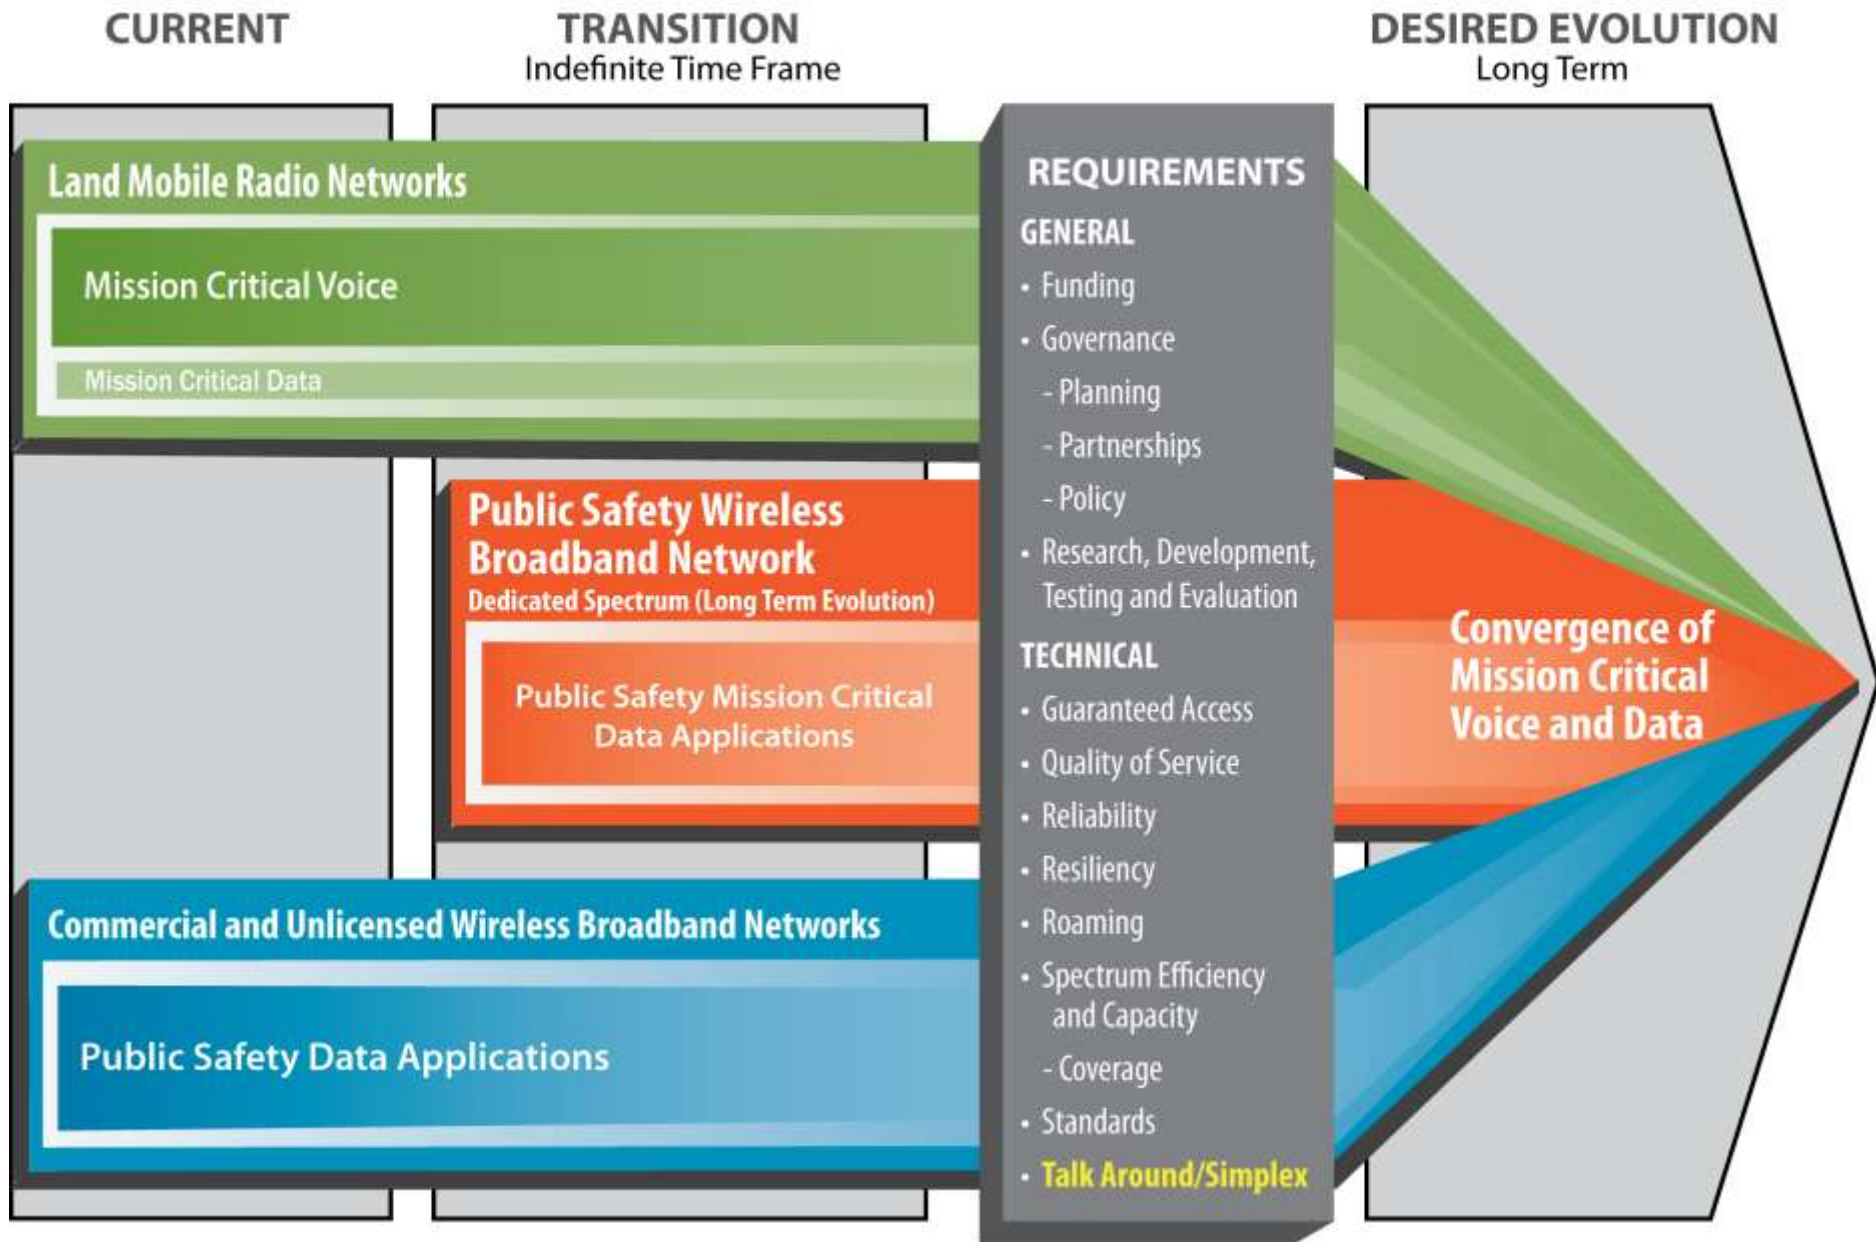 CURRENT
TRANSITION
Indefinite Time Frame
DESIRED EVOLUTION
Long Term
Land Mobile Radio Networks
Mission Critical Voice
Mission Critical Data
Public Safety Wireless
Broadband Network
Dedicated Spectrum (Long Term Evolution)
Public Safety Mission Critical
Data Applications
Commercial and Unlicensed Wireless Broadband Networks
Public Safety Data Applications
REQUIREMENTS
GENERAL
• Funding
• Governance
- Planning
- Partnerships
- Policy
• Research, Development,
Testing and Evaluation
TECHNICAL
• Guaranteed Access
• Quality of Service
• Reliability
• Resiliency
• Roaming
• Spectrum Efficiency
and Capacity
- Coverage
• Standards
• Talk Around/Simplex
Convergence of
Mission Critical
Voice and Data